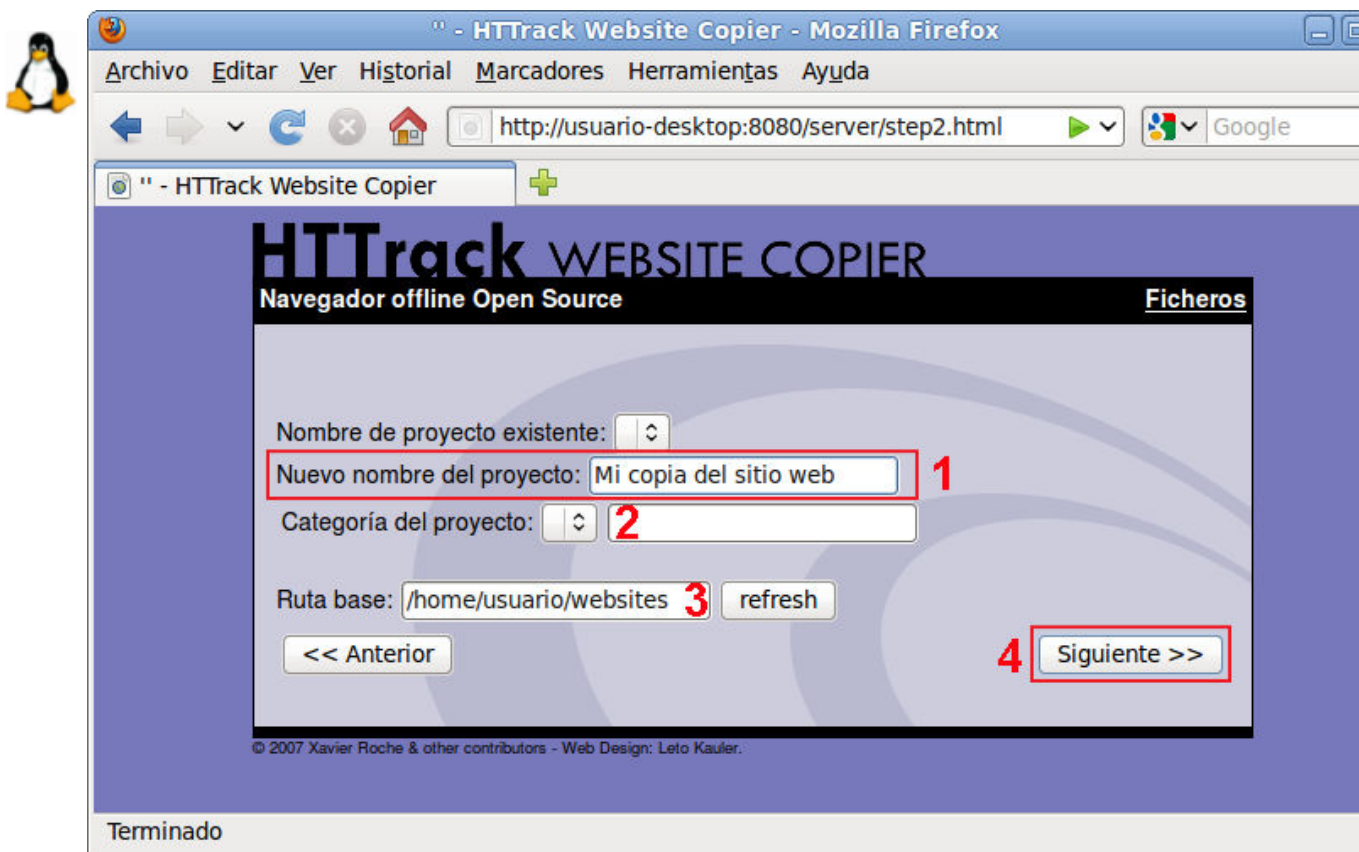 '' - HTTrack Website Copier - Mozilla Firefox
Archivo Editar Ver Historial Marcadores Herramientas Ayuda
http://usuario-desktop:8080/server/step2.html Google
'' - HTTrack Website Copier
HTTrack WEBSITE COPIER
Navegador offline Open Source Ficheros
Nombre de proyecto existente:
Nuevo nombre del proyecto: Mi copia del sitio web 1
Categoría del proyecto: 2
Ruta base: /home/usuario/websites 3 refresh
<< Anterior 4 Siguiente >>
© 2007 Xavier Roche & other contributors - Web Design: Leto Kauler.
Terminado